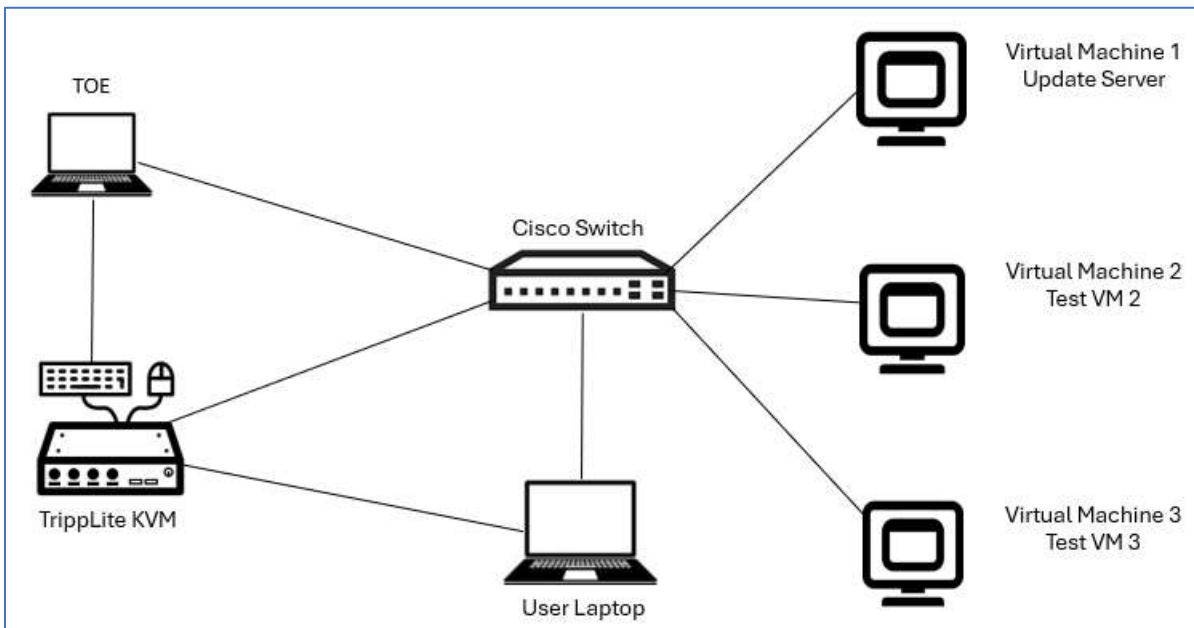 TOE
Virtual Machine 1
Update Server
Cisco Switch
Virtual Machine 2
Test VM 2
TrippLite KVM
User Laptop
Virtual Machine 3
Test VM 3